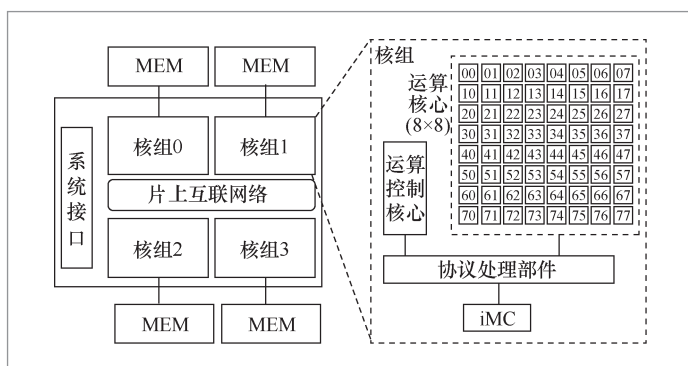 MEM
MEM
核组0
核组1
系统接口
片上互联网络
核组2
核组3
MEM
MEM
核组
运算
核心
(8×8)
00 01 02 03 04 05 06 07
10 11 12 13 14 15 16 17
20 21 22 23 24 25 26 27
30 31 32 33 34 35 36 37
40 41 42 43 44 45 46 47
50 51 52 53 54 55 56 57
60 61 62 63 64 65 66 67
70 71 72 73 74 75 76 77
运算
控制
核心
协议处理部件
iMC